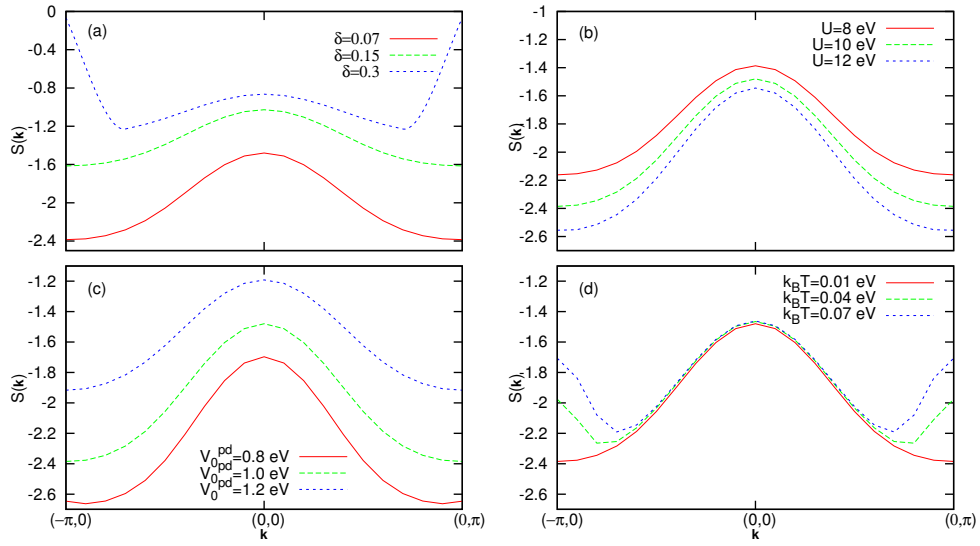 0
-0.4
-0.8
-1.2
-1.6
-2
-2.4
S(k)
(a)
δ=0.07
δ=0.15
δ=0.3
-1
-1.2
-1.4
-1.6
-1.8
-2
-2.2
-2.4
-2.6
S(k)
(b)
U=8 eV
U=10 eV
U=12 eV
-1.2
-1.4
-1.6
-1.8
-2
-2.2
-2.4
-2.6
S(k)
(c)
V0pd=0.8 eV
V0pd=1.0 eV
V0pd=1.2 eV
(−π,0)
(0,0)
(0,π)
k
-1.2
-1.4
-1.6
-1.8
-2
-2.2
-2.4
-2.6
S(k)
(d)
kBT=0.01 eV
kBT=0.04 eV
kBT=0.07 eV
(−π,0)
(0,0)
(0,π)
k